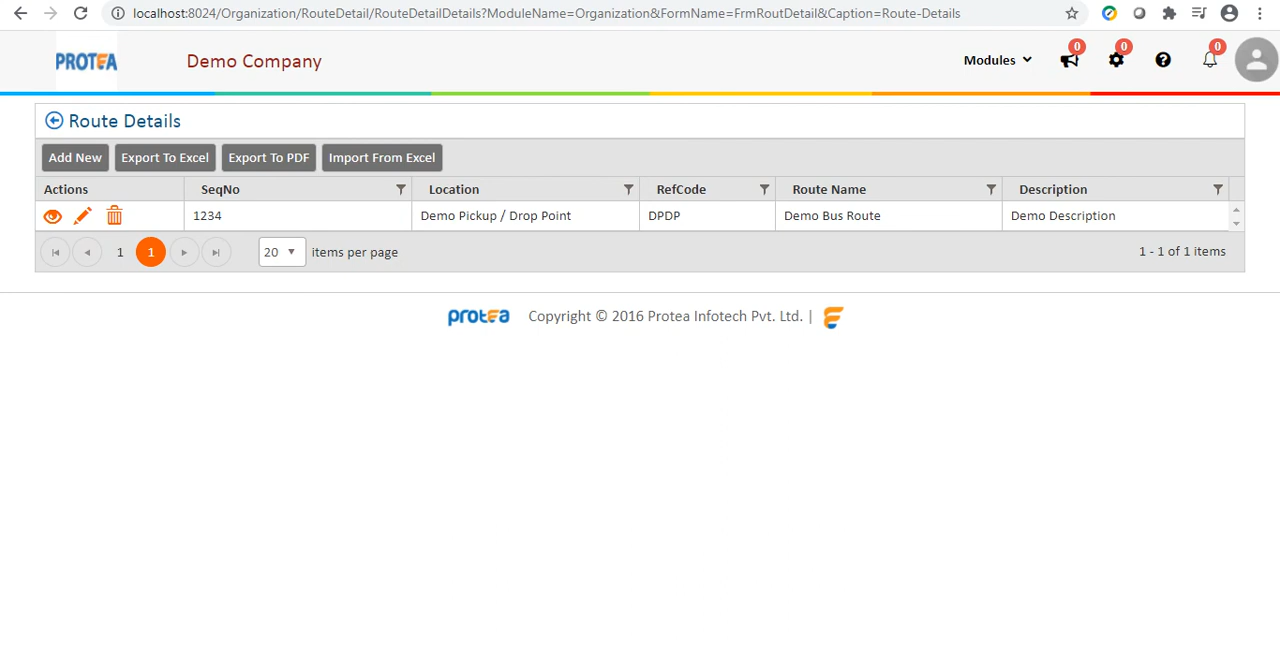 localhost:8024/Organization/RouteDetail/RouteDetailDetails?ModuleName=Organization&FormName=FrmRoutDetail&Caption=Route-Details
PROTEA Demo Company Modules 0 0 0
Route Details
Add New Export To Excel Export To PDF Import From Excel
Actions SeqNo Location RefCode Route Name Description
1234 Demo Pickup / Drop Point DPDP Demo Bus Route Demo Description
1 1 20 items per page 1 - 1 of 1 items
protea Copyright © 2016 Protea Infotech Pvt. Ltd. |